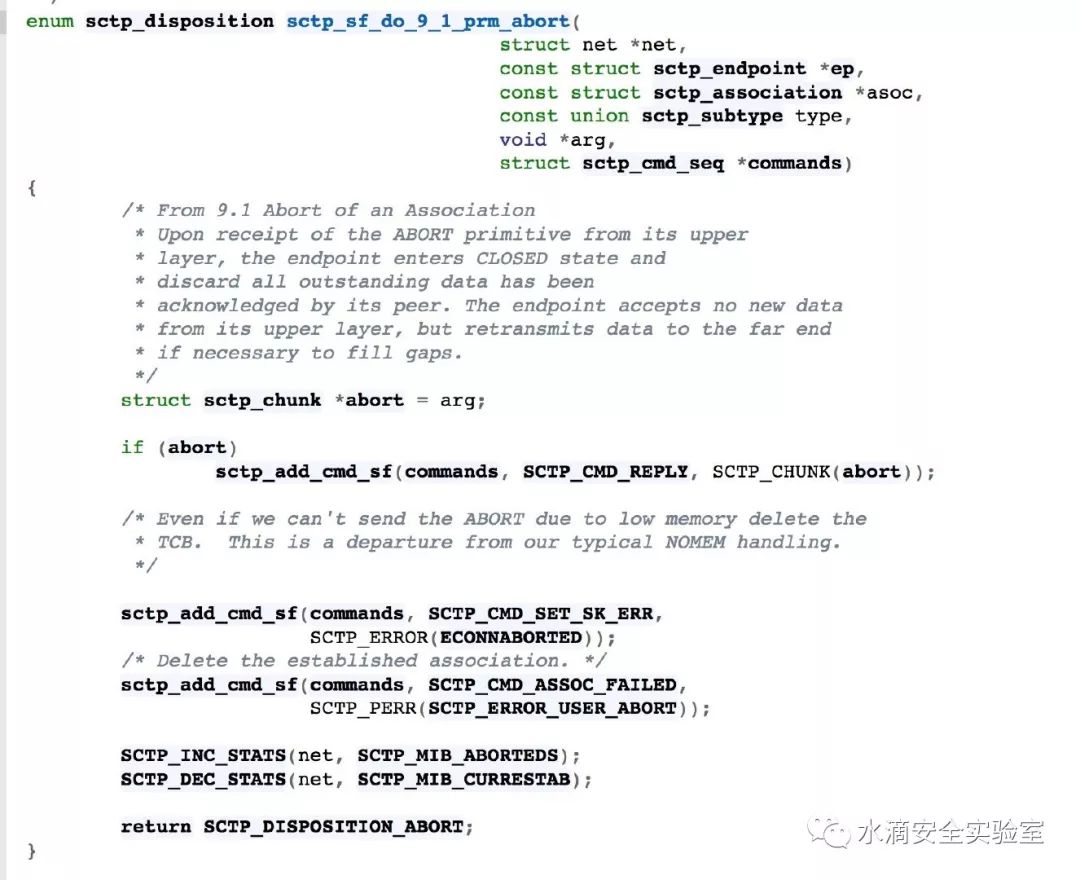 enum sctp_disposition sctp_sf_do_9_1_prm_abort(
struct net *net,
const struct sctp_endpoint *ep,
const struct sctp_association *asoc,
const union sctp_subtype type,
void *arg,
struct sctp_cmd_seq *commands)
{
/* From 9.1 Abort of an Association
* Upon receipt of the ABORT primitive from its upper
* layer, the endpoint enters CLOSED state and
* discard all outstanding data has been
* acknowledged by its peer. The endpoint accepts no new data
* from its upper layer, but retransmits data to the far end
* if necessary to fill gaps.
*/
struct sctp_chunk *abort = arg;
if (abort)
sctp_add_cmd_sf(commands, SCTP_CMD_REPLY, SCTP_CHUNK(abort));
/* Even if we can't send the ABORT due to low memory delete the
* TCB.  This is a departure from our typical NOMEM handling.
*/
sctp_add_cmd_sf(commands, SCTP_CMD_SET_SK_ERR,
SCTP_ERROR(ECONNABORTED));
/* Delete the established association. */
sctp_add_cmd_sf(commands, SCTP_CMD_ASSOC_FAILED,
SCTP_PERR(SCTP_ERROR_USER_ABORT));
SCTP_INC_STATS(net, SCTP_MIB_ABORTEDS);
SCTP_DEC_STATS(net, SCTP_MIB_CURRESTAB);
return SCTP_DISPOSITION_ABORT;
}
水滴安全实验室